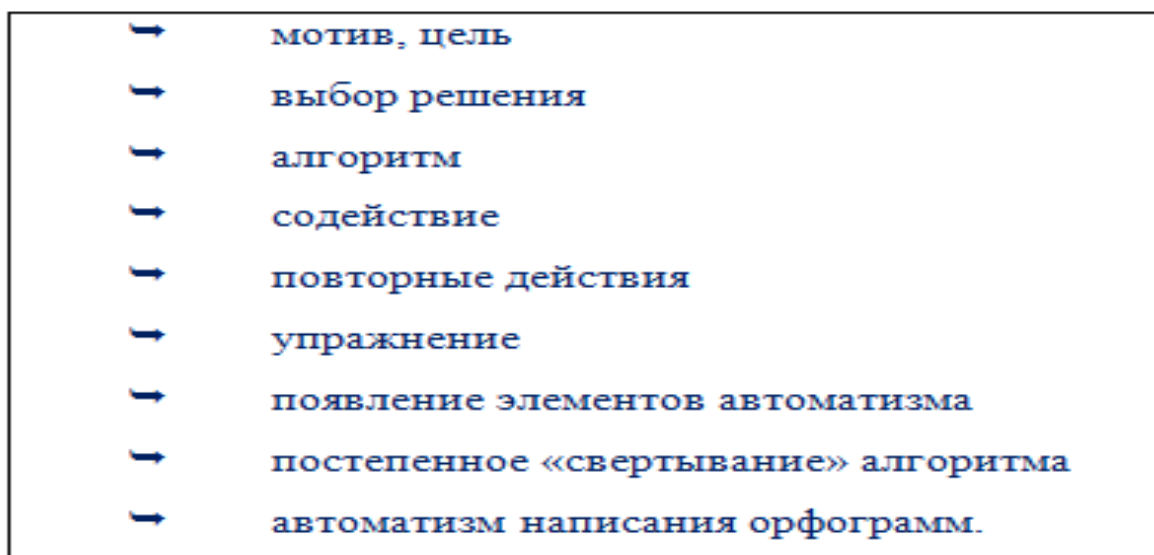 ➥ мотив, цель
➥ выбор решения
➥ алгоритм
➥ содействие
➥ повторные действия
➥ упражнение
➥ появление элементов автоматизма
➥ постепенное «свертывание» алгоритма
➥ автоматизм написания орфограмм.